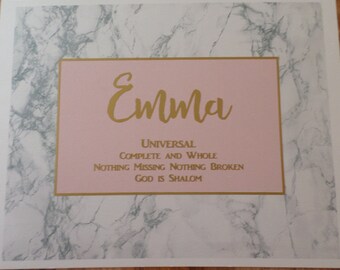 Emma
Universal
Complete and Whole
Nothing Missing Nothing Broken
God is Shalom